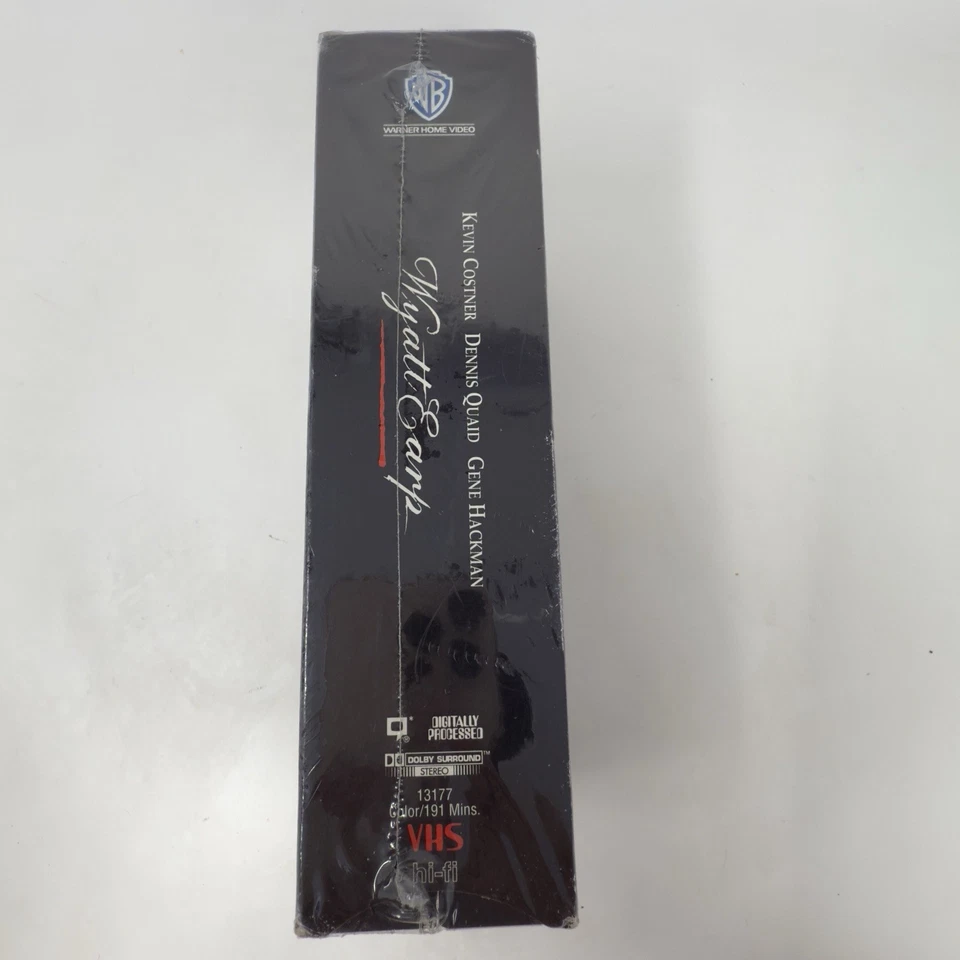 WB
WARNER HOME VIDEO
KEVIN COSTNER DENNIS QUAID GENE HACKMAN
Wyatt Earp
DIGITALLY
PROCESSED
DOLBY SURROUND™
STEREO
13177
Color/191 Mins.
VHS
hi-fi